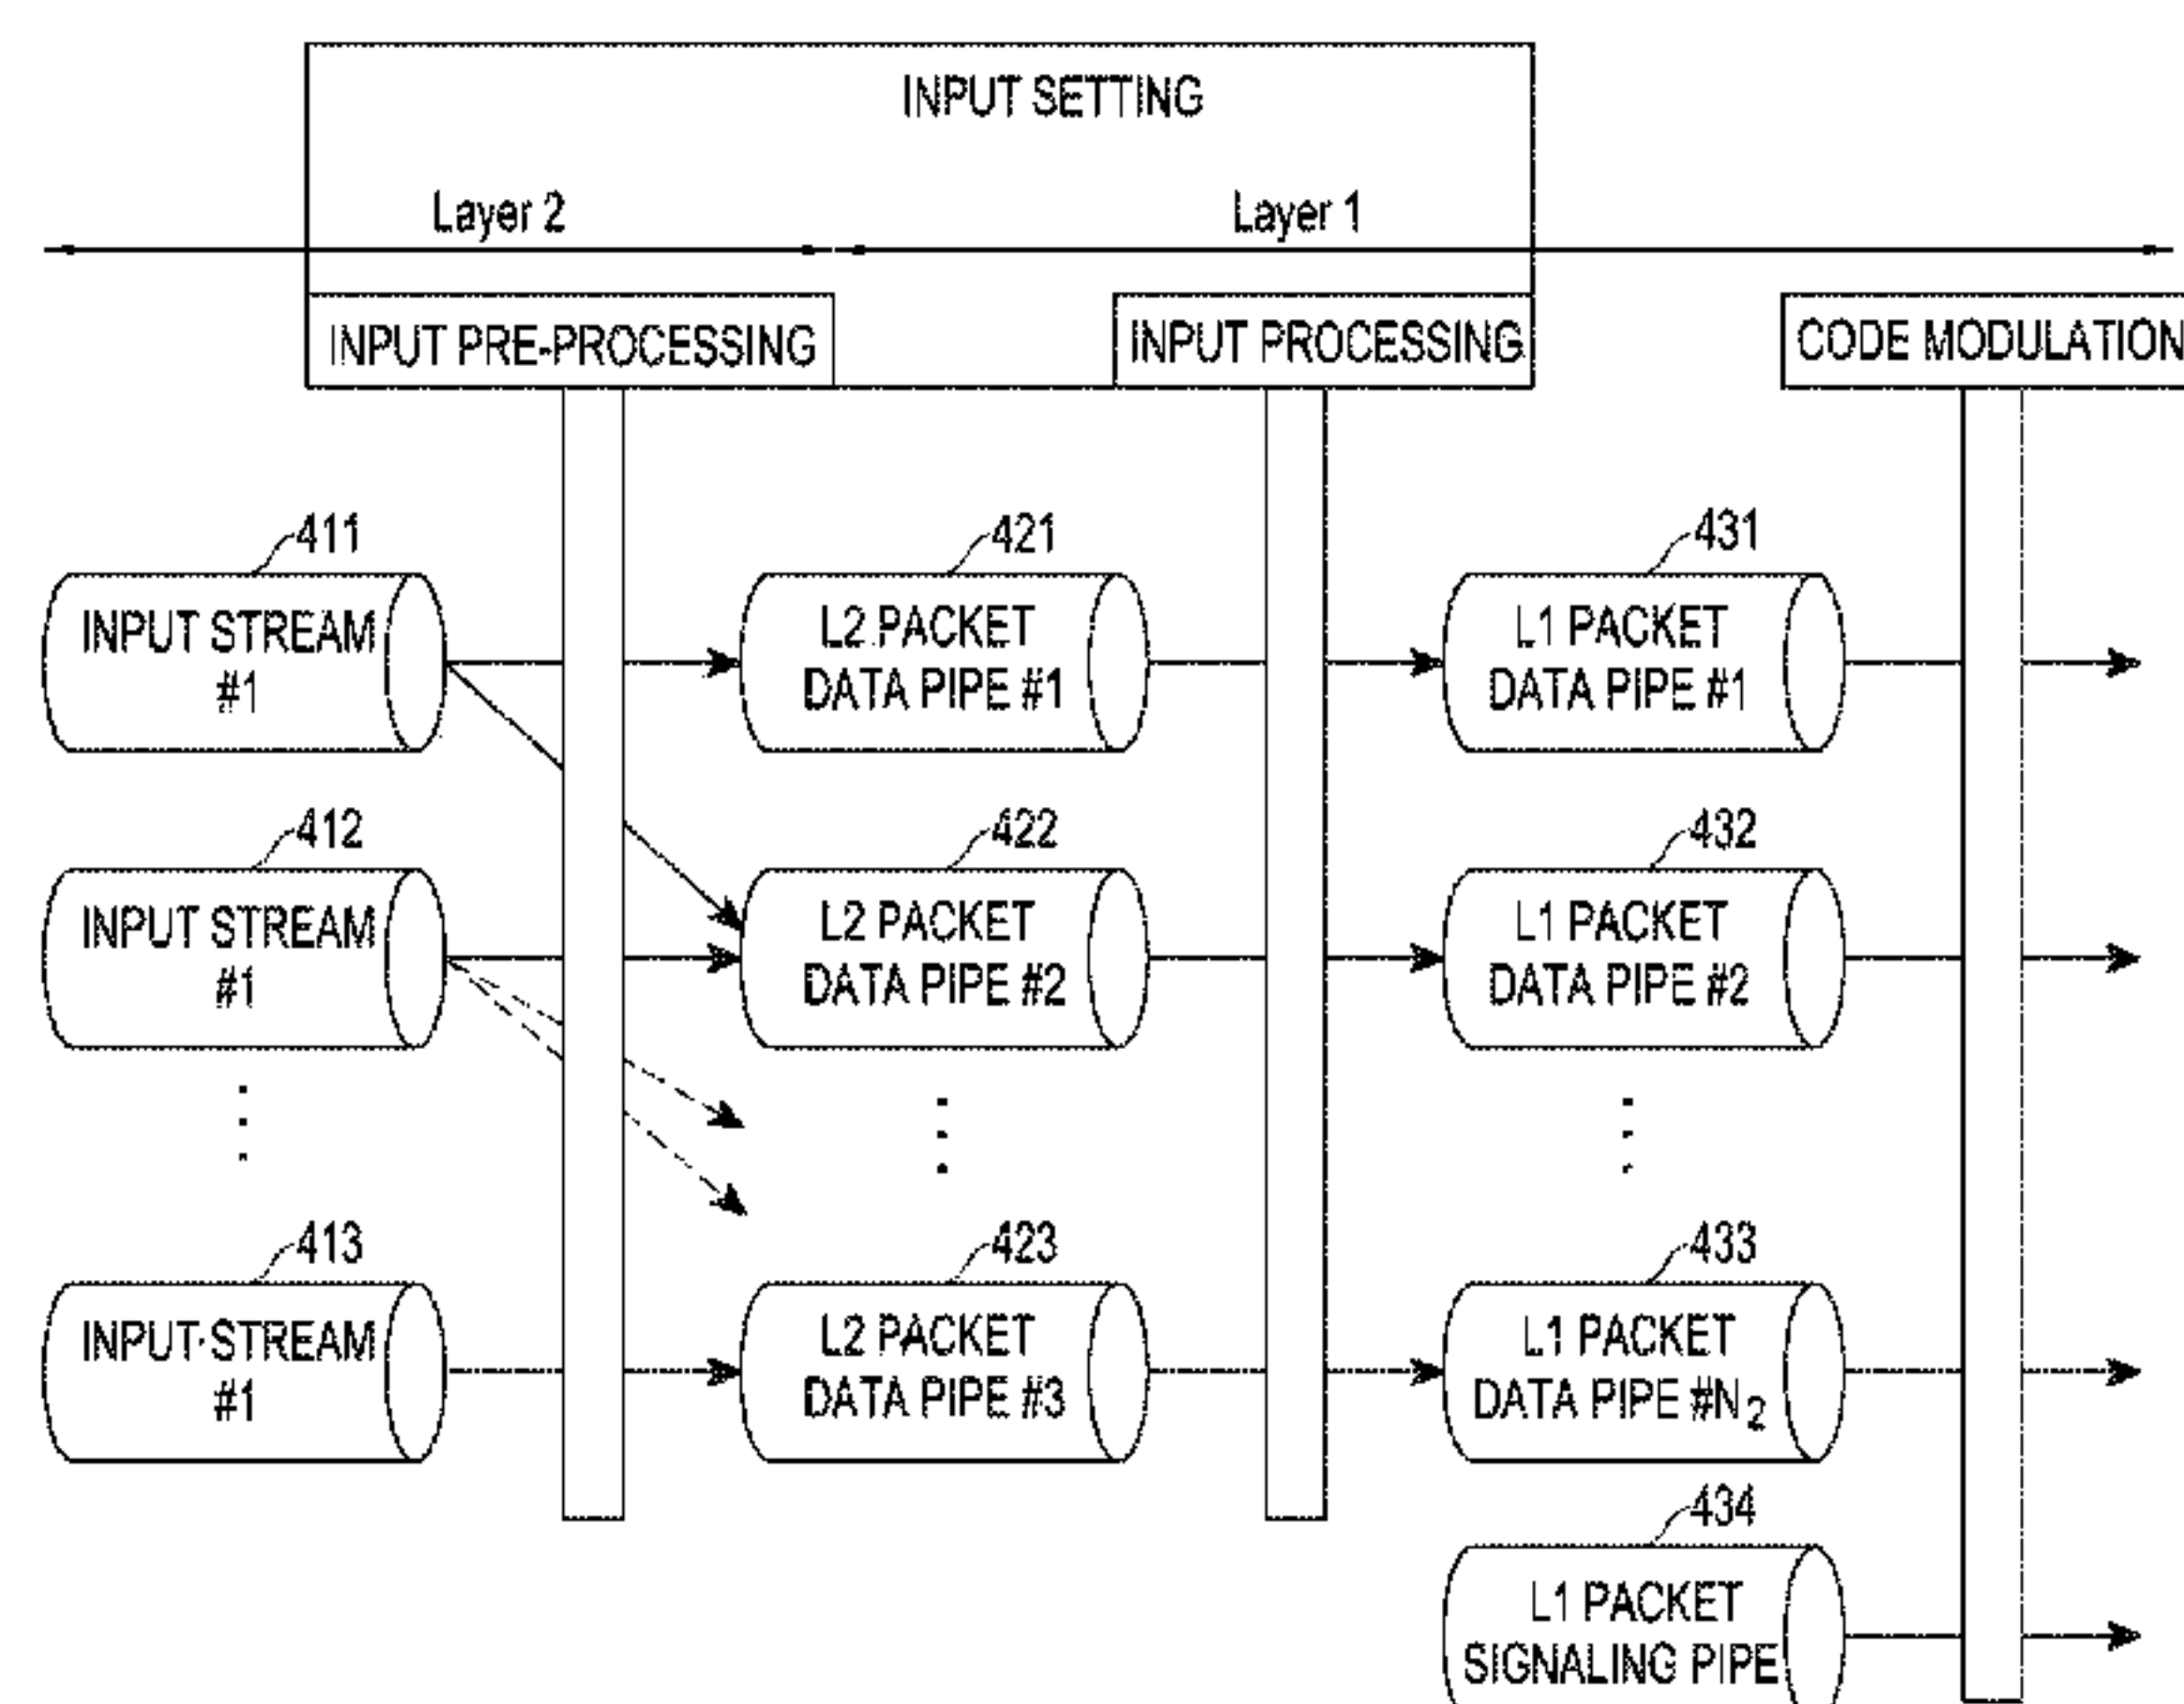 INPUT SETTING
Layer 2
Layer 1
INPUT PRE-PROCESSING
INPUT PROCESSING
CODE MODULATION
411
421
431
INPUT STREAM
#1
L2 PACKET
DATA PIPE #1
L1 PACKET
DATA PIPE #1
412
422
432
INPUT STREAM
#1
L2 PACKET
DATA PIPE #2
L1 PACKET
DATA PIPE #2
413
423
433
INPUT STREAM
#1
L2 PACKET
DATA PIPE #3
L1 PACKET
DATA PIPE #N₂
434
L1 PACKET
SIGNALING PIPE